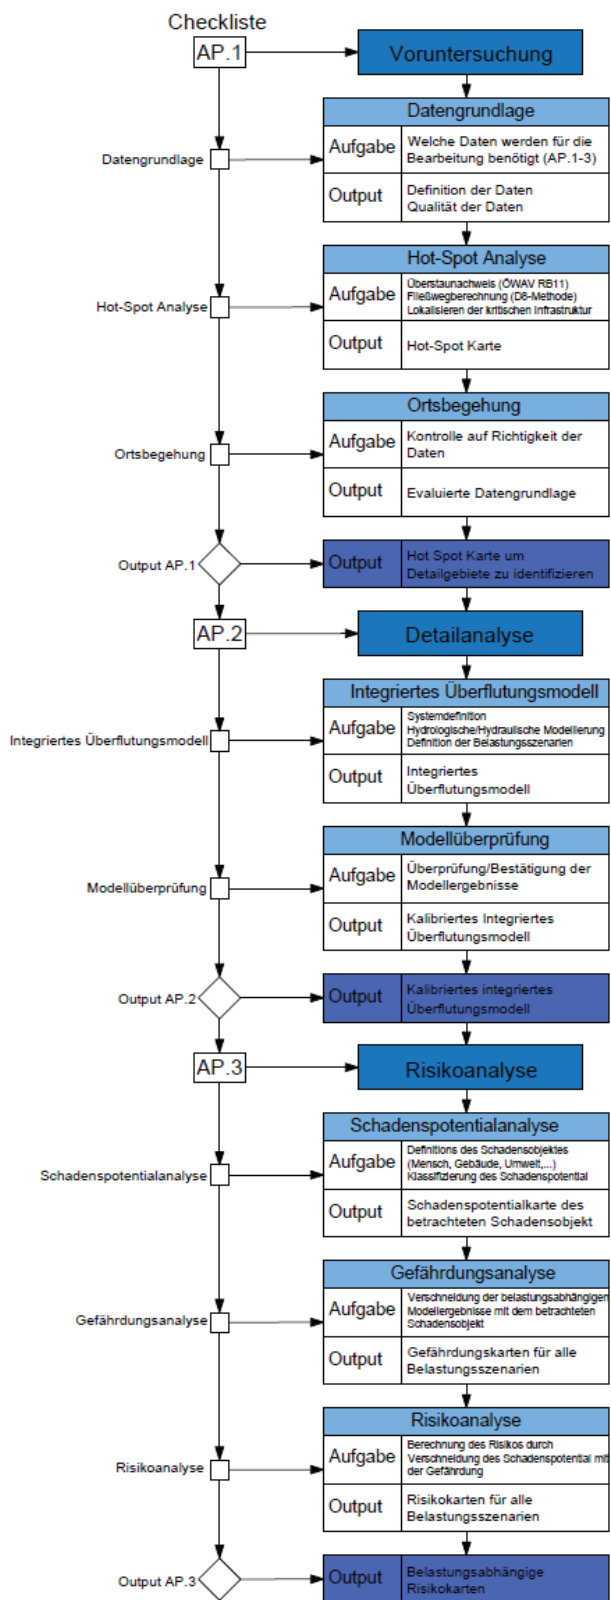 Checkliste
AP.1
Voruntersuchung
Datengrundlage
Datengrundlage
Aufgabe
Welche Daten werden für die
Bearbeitung benötigt (AP.1-3)
Output
Definition der Daten
Qualität der Daten
Hot-Spot Analyse
Hot-Spot Analyse
Aufgabe
Überstaunachweis (ÖWAV RB11)
Fließwegberechnung (D8-Methode)
Lokalisieren der kritischen Infrastruktur
Output
Hot-Spot Karte
Ortsbegehung
Ortsbegehung
Aufgabe
Kontrolle auf Richtigkeit der
Daten
Output
Evaluierte Datengrundlage
Output AP.1
Output
Hot Spot Karte um
Detailgebiete zu identifizieren
AP.2
Detailanalyse
Integriertes Überflutungsmodell
Integriertes Überflutungsmodell
Aufgabe
Systemdefinition
Hydrologische/Hydraulische Modellierung
Definition der Belastungsszenarien
Output
Integriertes
Überflutungsmodell
Modellüberprüfung
Modellüberprüfung
Aufgabe
Überprüfung/Bestätigung der
Modellergebnisse
Output
Kalibriertes Integriertes
Überflutungsmodell
Output AP.2
Output
Kalibriertes integriertes
Überflutungsmodell
AP.3
Risikoanalyse
Schadenspotentialanalyse
Schadenspotentialanalyse
Aufgabe
Definitions des Schadensobjektes
(Mensch, Gebäude, Umwelt,...)
Klassifizierung des Schadenspotential
Output
Schadenspotentialkarte des
betrachteten Schadensobjekt
Gefährdungsanalyse
Gefährdungsanalyse
Aufgabe
Verschneidung der belastungsabhängigen
Modellergebnisse mit dem betrachteten
Schadensobjekt
Output
Gefährdungskarten für alle
Belastungsszenarien
Risikoanalyse
Risikoanalyse
Aufgabe
Berechnung des Risikos durch
Verschneidung des Schadenspotential mit
der Gefährdung
Output
Risikokarten für alle
Belastungsszenarien
Output AP.3
Output
Belastungsabhängige
Risikokarten